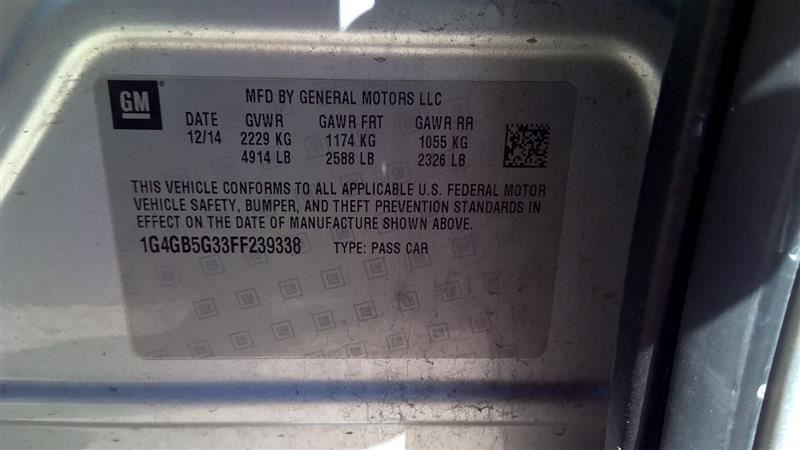 GM ®
MFD BY GENERAL MOTORS LLC
DATE GVWR GAWR FRT GAWR RR
12/14 2229 KG 1174 KG 1055 KG
4914 LB 2588 LB 2326 LB
THIS VEHICLE CONFORMS TO ALL APPLICABLE U.S. FEDERAL MOTOR
VEHICLE SAFETY, BUMPER, AND THEFT PREVENTION STANDARDS IN
EFFECT ON THE DATE OF MANUFACTURE SHOWN ABOVE.
1G4GB5G33FF239338 TYPE: PASS CAR